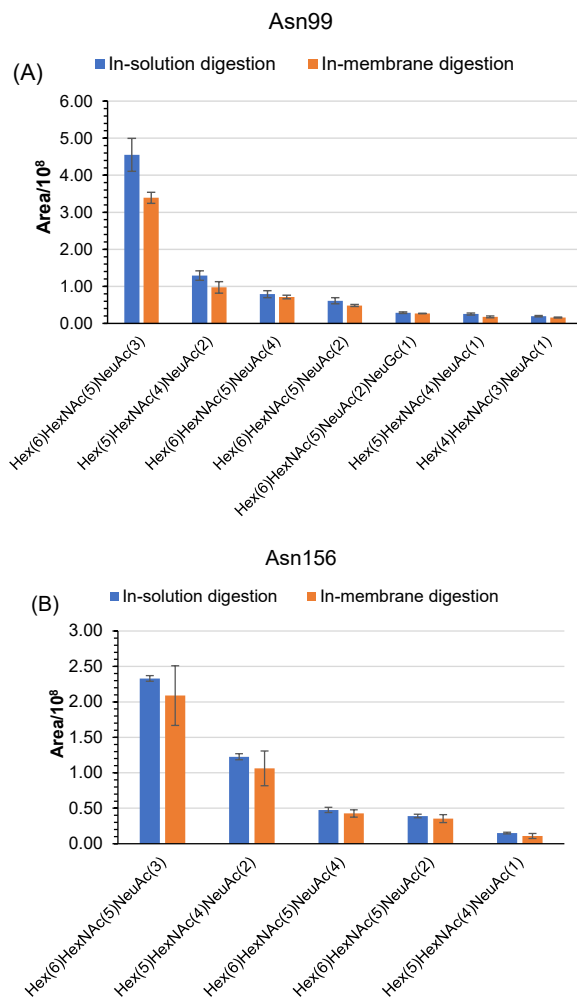 Asn99
(A)
In-solution digestion In-membrane digestion
Area/10⁸
6.00
5.00
4.00
3.00
2.00
1.00
0.00
Hex(6)HexNAc(5)NeuAc(3)
Hex(5)HexNAc(4)NeuAc(2)
Hex(6)HexNAc(5)NeuAc(4)
Hex(6)HexNAc(5)NeuAc(2)
Hex(6)HexNAc(5)NeuAc(2)NeuGc(1)
Hex(5)HexNAc(4)NeuAc(1)
Hex(4)HexNAc(3)NeuAc(1)
Asn156
(B)
In-solution digestion In-membrane digestion
Area/10⁸
3.00
2.50
2.00
1.50
1.00
0.50
0.00
Hex(6)HexNAc(5)NeuAc(3)
Hex(5)HexNAc(4)NeuAc(2)
Hex(6)HexNAc(5)NeuAc(4)
Hex(6)HexNAc(5)NeuAc(2)
Hex(5)HexNAc(4)NeuAc(1)